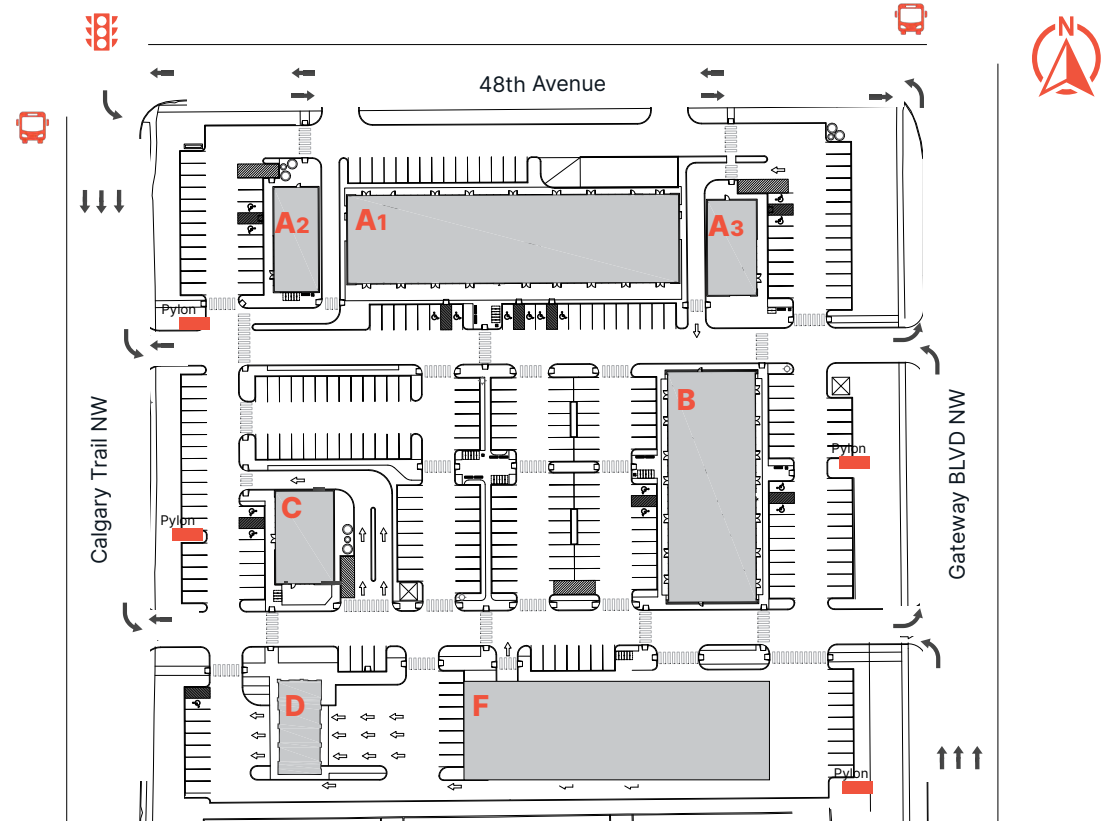 N
48th Avenue
A2
A1
A3
Pylon
B
Calgary Trail NW
Gateway BLVD NW
Pylon
C
Pylon
D
F
Pylon